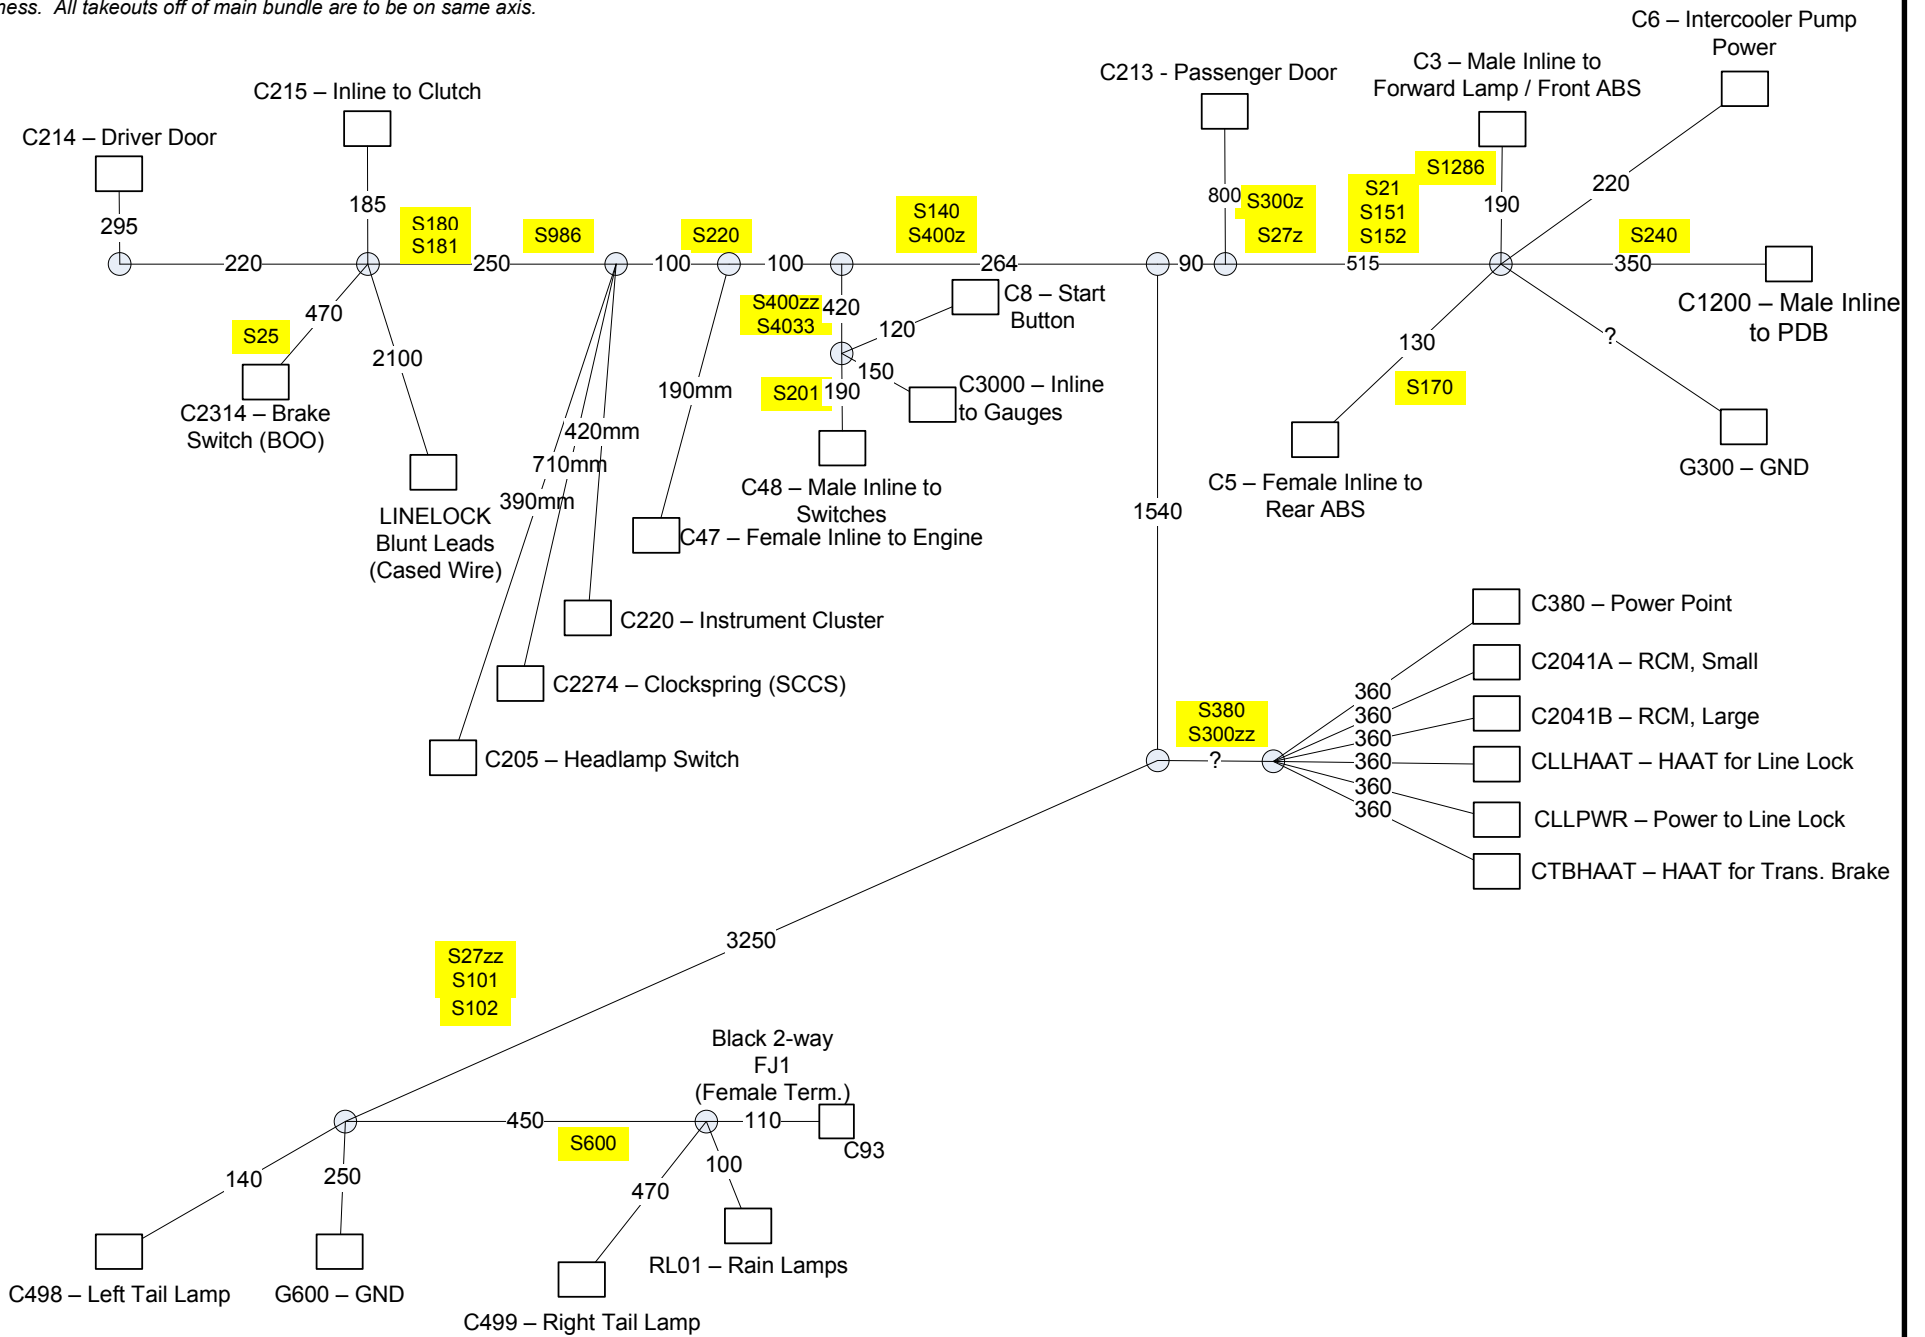 ness. All takeouts off of main bundle are to be on same axis.
C6 – Intercooler Pump
Power
C3 – Male Inline to
Forward Lamp / Front ABS
C213 - Passenger Door
C215 – Inline to Clutch
C214 – Driver Door
S1286
220
S21
S151
S152
190
800
S300z
S27z
S140
S400z
185
S180
S181
S986
S220
295
S240
220
250
100
100
264
90
515
350
C8 – Start
Button
C1200 – Male Inline
to PDB
S400zz
S4033
420
120
470
S25
2100
130
?
150
S170
S201
190
C3000 – Inline
to Gauges
190mm
C2314 – Brake
Switch (BOO)
420mm
710mm
390mm
C48 – Male Inline to
Switches
C5 – Female Inline to
Rear ABS
G300 – GND
LINELOCK
Blunt Leads
(Cased Wire)
C47 – Female Inline to Engine
1540
C220 – Instrument Cluster
C2274 – Clockspring (SCCS)
C205 – Headlamp Switch
C380 – Power Point
C2041A – RCM, Small
C2041B – RCM, Large
CLLHAAT – HAAT for Line Lock
CLLPWR – Power to Line Lock
CTBHAAT – HAAT for Trans. Brake
360
360
360
360
360
360
S380
S300zz
?
3250
S27zz
S101
S102
Black 2-way
FJ1
(Female Term.)
450
110
S600
C93
140
250
100
470
RL01 – Rain Lamps
C498 – Left Tail Lamp
G600 – GND
C499 – Right Tail Lamp